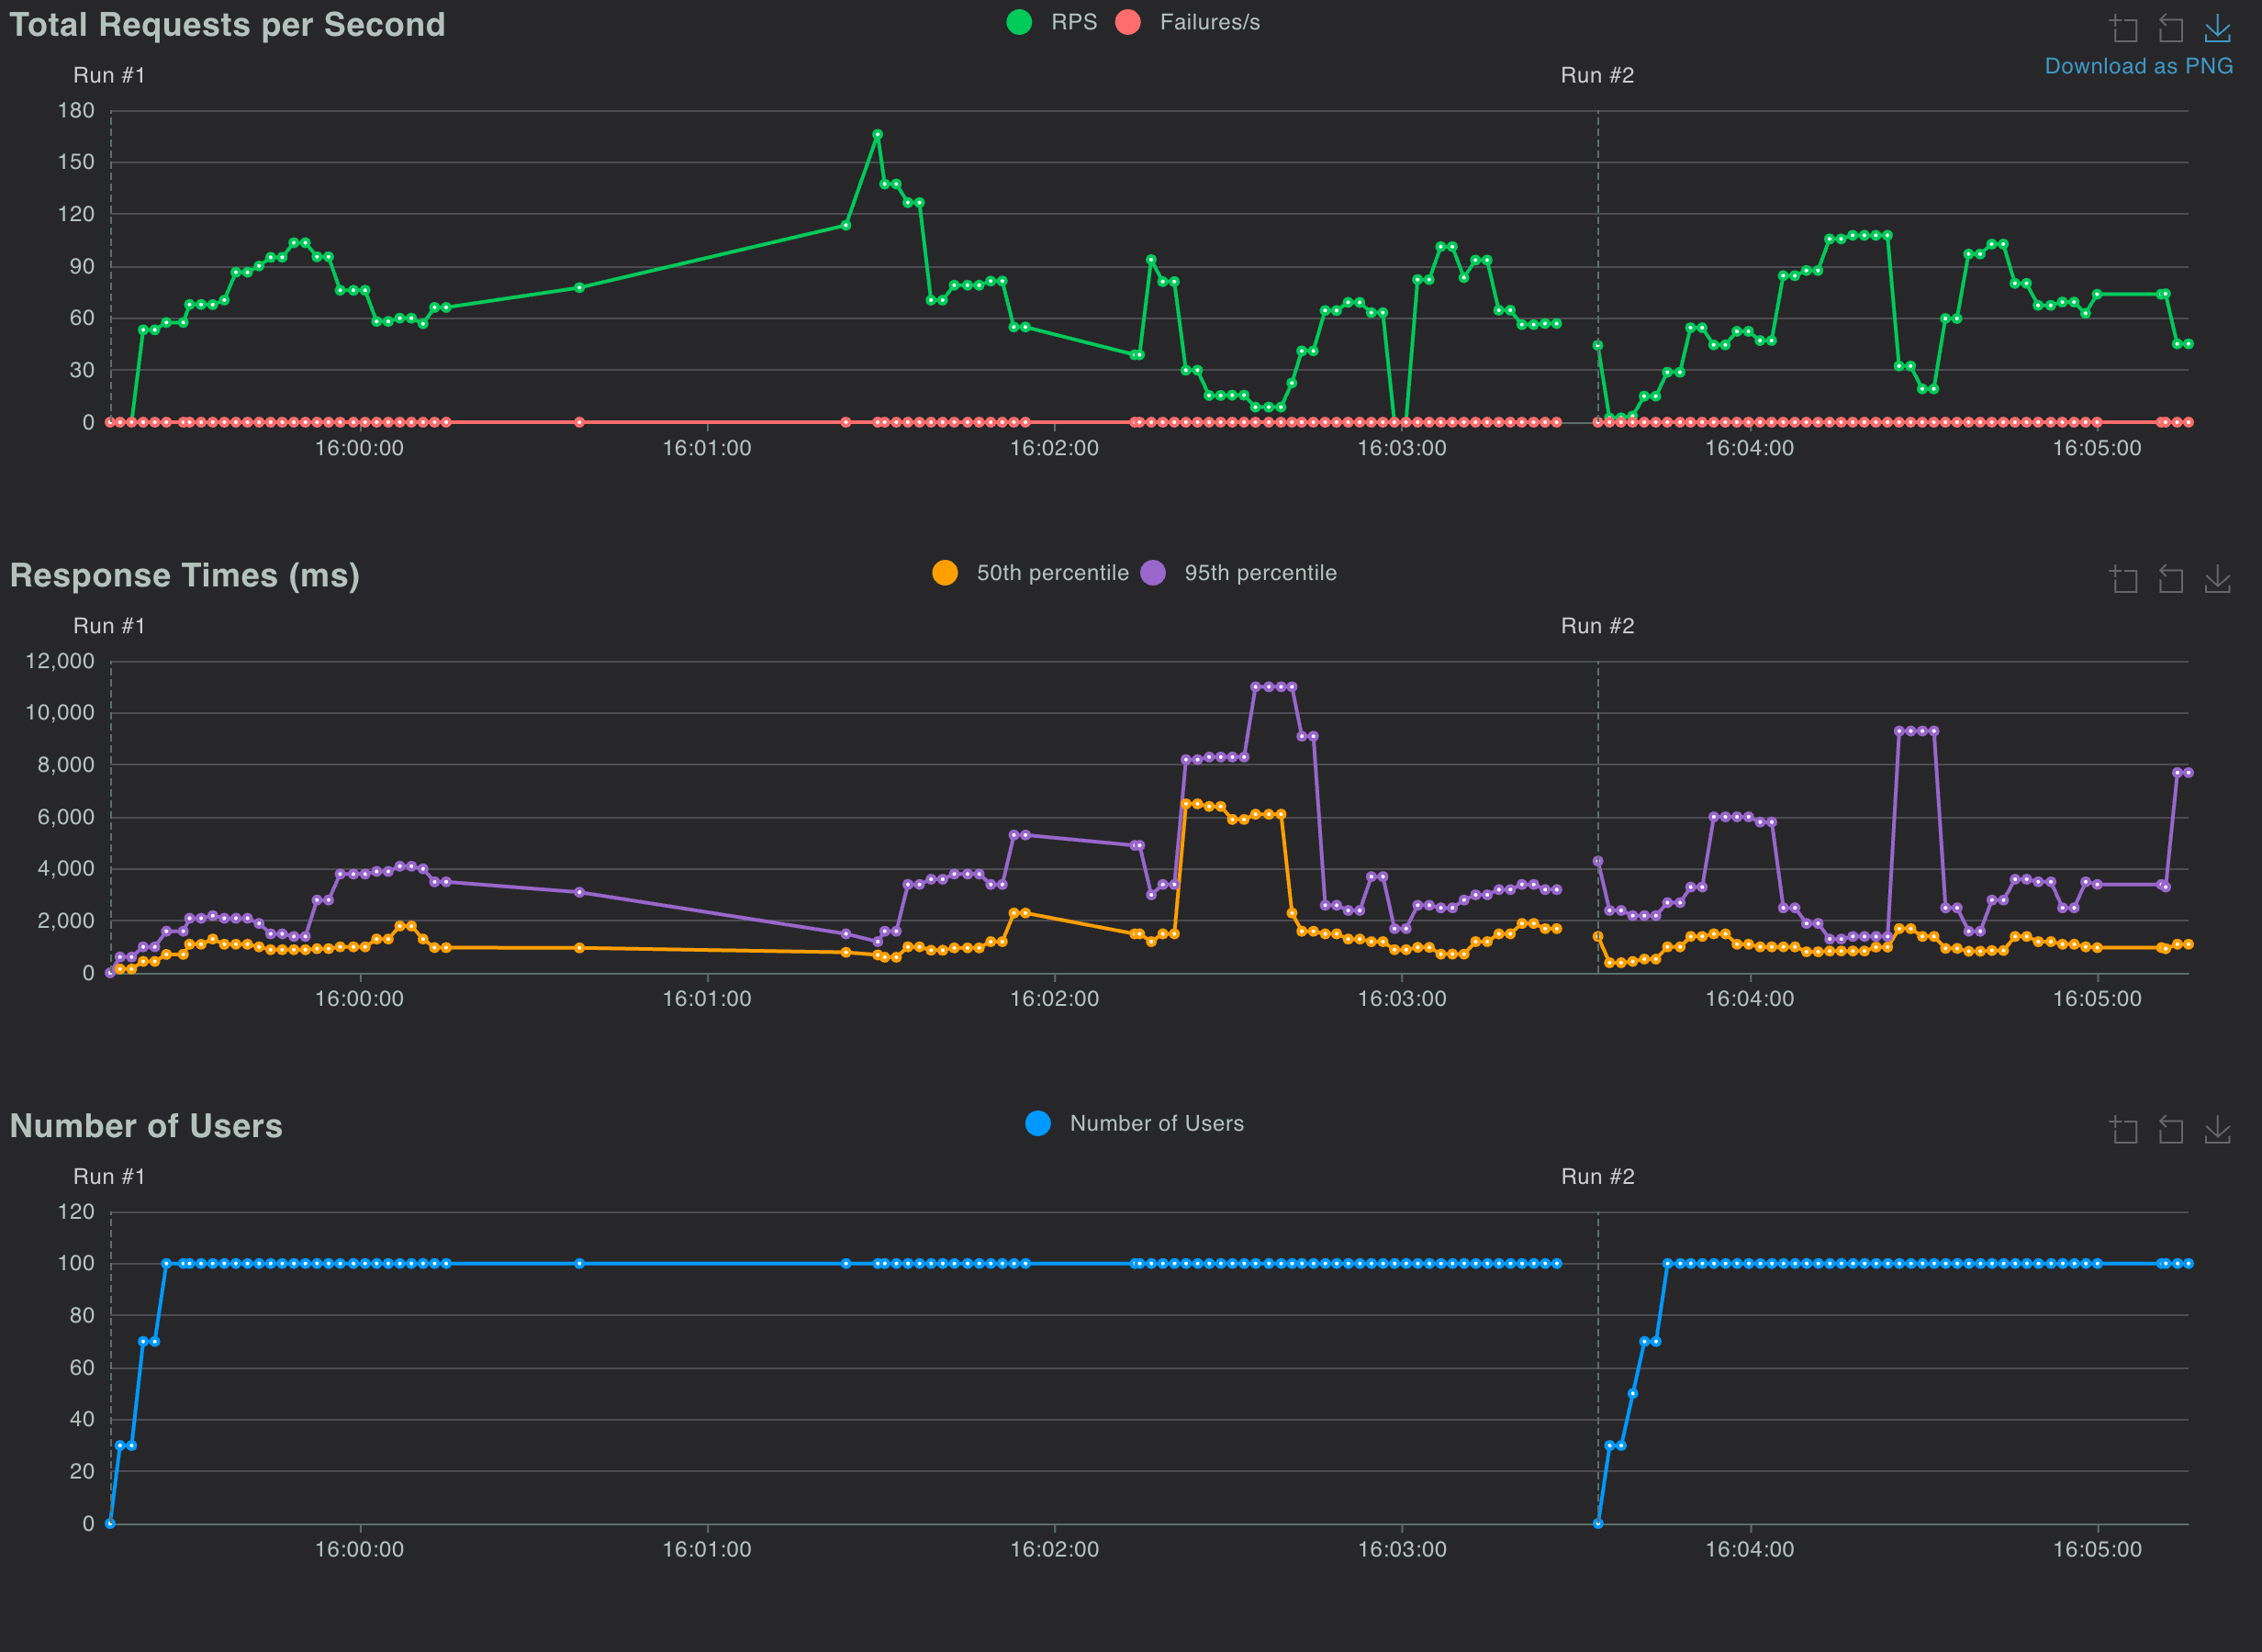 Total Requests per Second
RPS
Failures/s
Download as PNG
Run #1
Run #2
180
150
120
90
60
30
0
16:00:00
16:01:00
16:02:00
16:03:00
16:04:00
16:05:00
Response Times (ms)
50th percentile
95th percentile
Run #1
Run #2
12,000
10,000
8,000
6,000
4,000
2,000
0
16:00:00
16:01:00
16:02:00
16:03:00
16:04:00
16:05:00
Number of Users
Number of Users
Run #1
Run #2
120
100
80
60
40
20
0
16:00:00
16:01:00
16:02:00
16:03:00
16:04:00
16:05:00